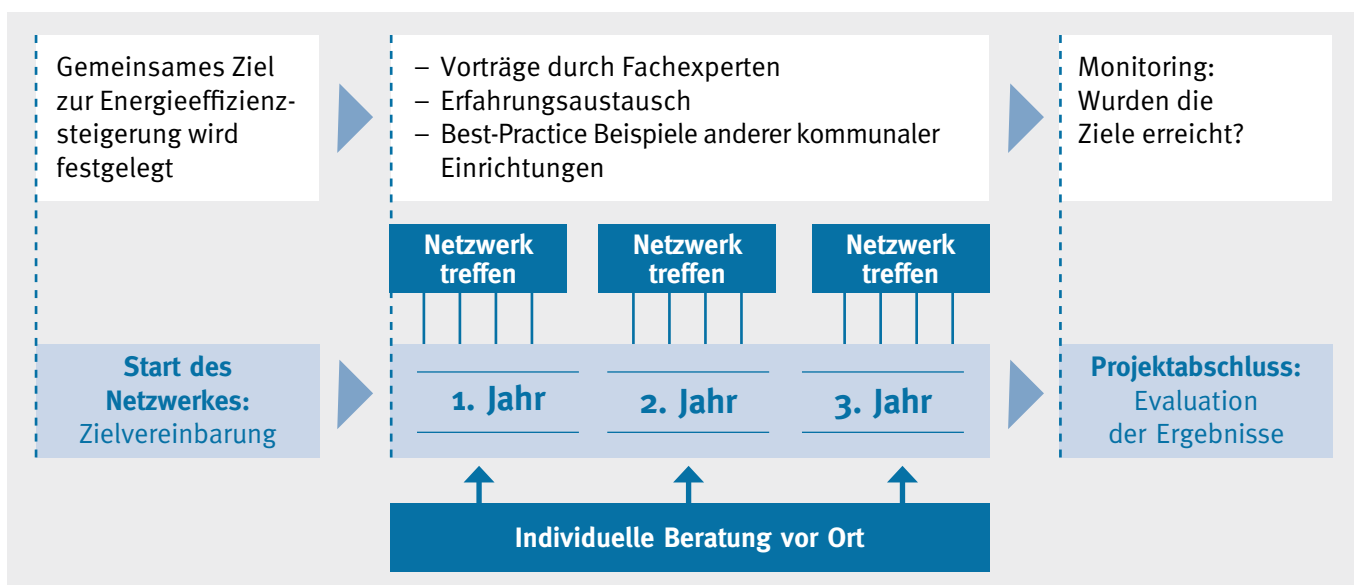 Gemeinsames Ziel
zur Energieeffizienz-
steigerung wird
festgelegt
– Vorträge durch Fachexperten
– Erfahrungsaustausch
– Best-Practice Beispiele anderer kommunaler
Einrichtungen
Monitoring:
Wurden die
Ziele erreicht?
Netzwerk
treffen
Netzwerk
treffen
Netzwerk
treffen
Start des
Netzwerkes:
Zielvereinbarung
1. Jahr
2. Jahr
3. Jahr
Projektabschluss:
Evaluation
der Ergebnisse
Individuelle Beratung vor Ort